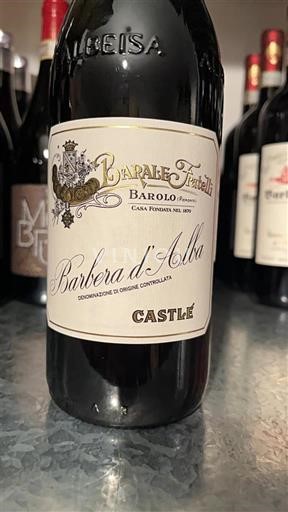 ALBEISA
BARALE Fratelli
BAROLO (PIEMONTE)
CASA FONDATA NEL 1870
Barbera d'Alba
DENOMINAZIONE DI ORIGINE CONTROLLATA
CASTLÉ